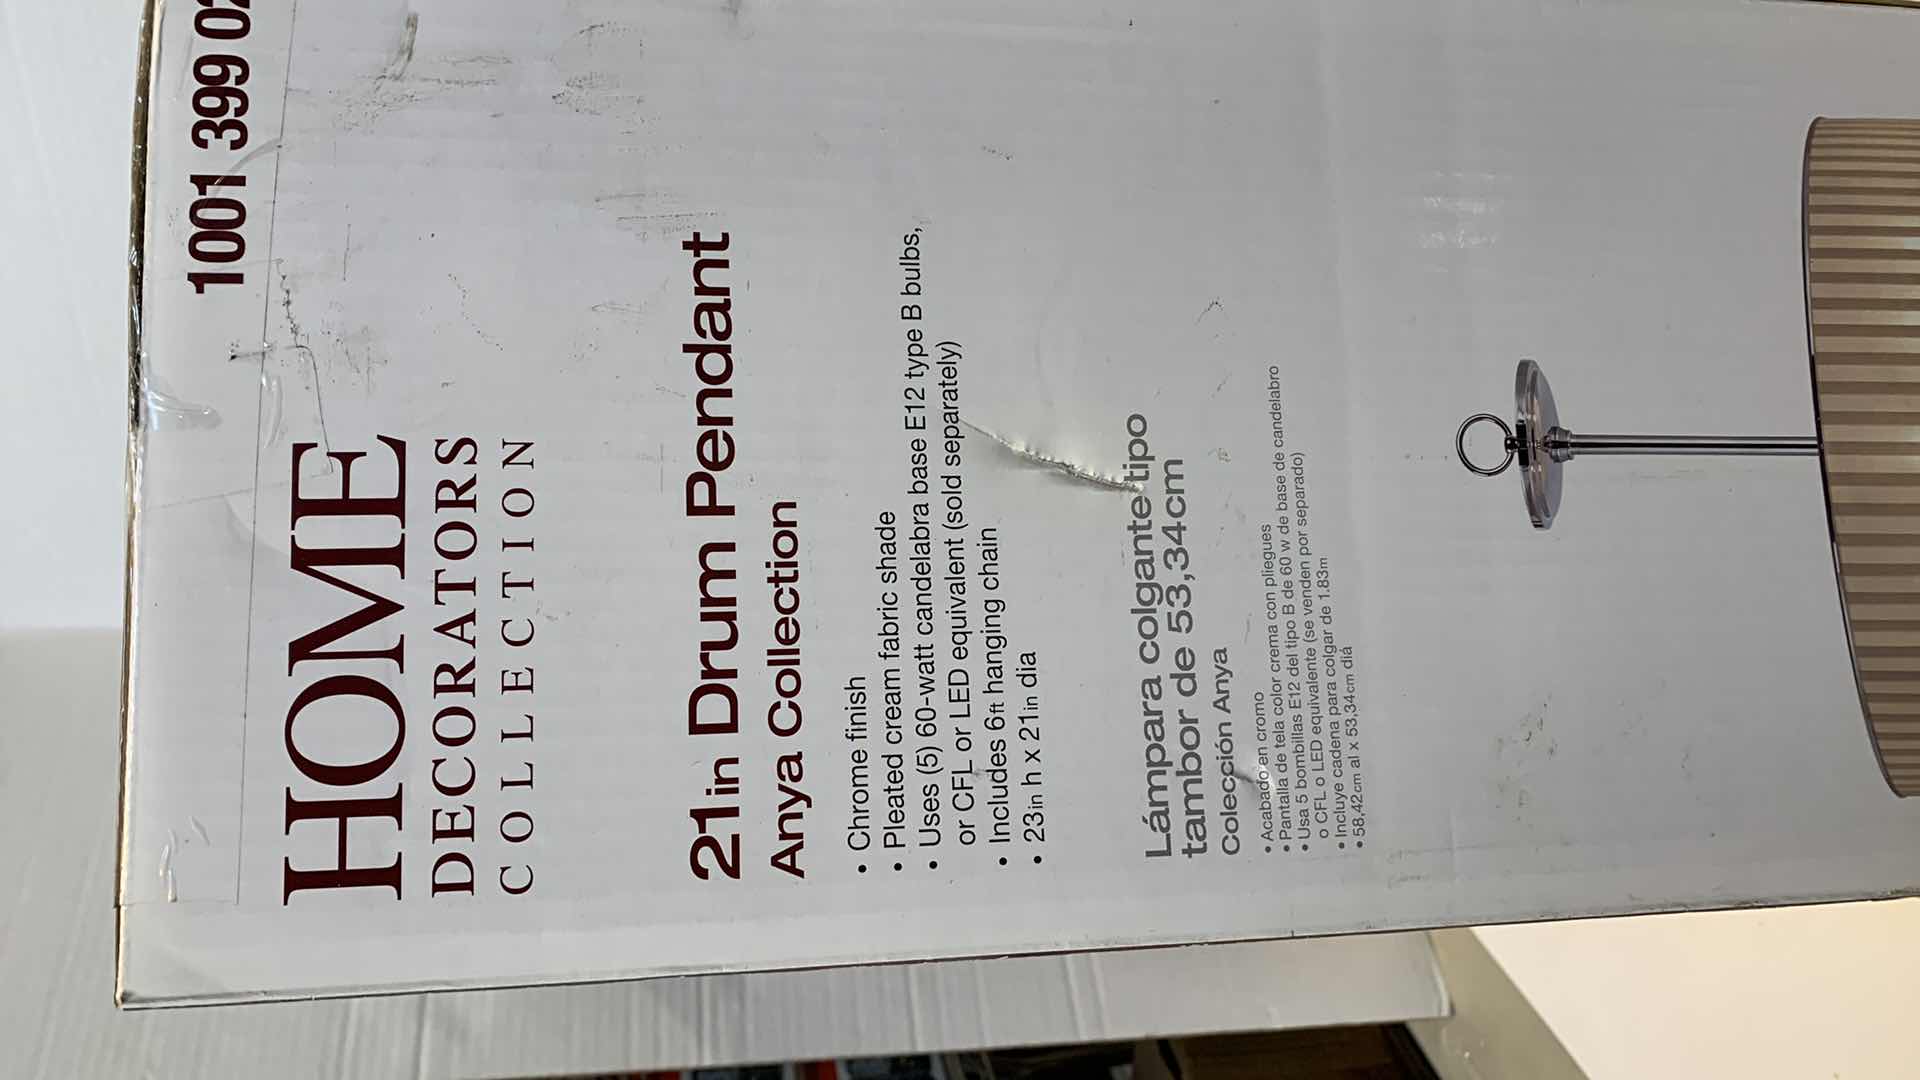 1001 399 02
HOME
DECORATORS
COLLECTION
21in Drum Pendant
Anya Collection
• Chrome finish
• Pleated cream fabric shade
• Uses (5) 60-watt candelabra base E12 type B bulbs,
or CFL or LED equivalent (sold separately)
• Includes 6ft hanging chain
• 23in h x 21in dia
Lámpara colgante tipo
tambor de 53,34cm
Colección Anya
• Acabado en cromo
• Pantalla de tela color crema con pliegues
• Usa 5 bombillas E12 del tipo B de 60 w de base de candelabro
o CFL o LED equivalente (se venden por separado)
• Incluye cadena para colgar de 1.83m
• 58,42cm al x 53,34cm diá